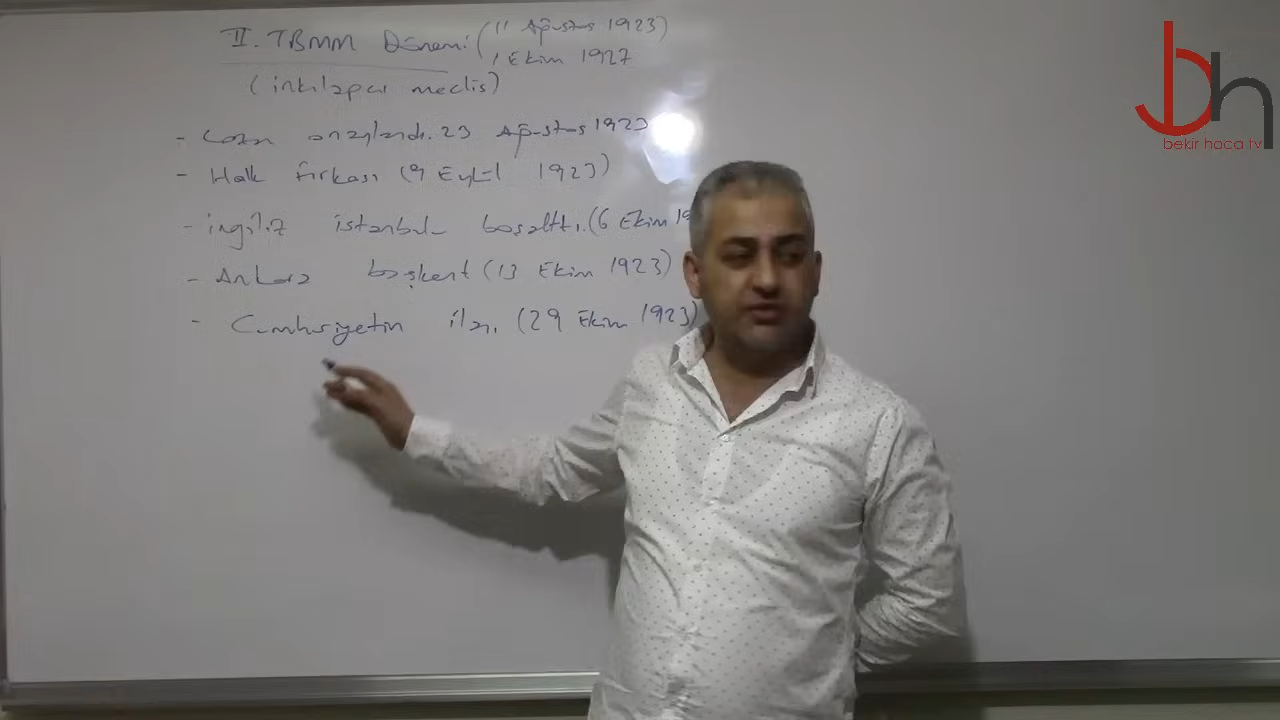 II. TBMM Dönemi (11 Ağustos 1923)
1 Ekim 1927
(inkılapçı meclis)
- Lozan onaylandı. 23 Ağustos 1923
- Halk Fırkası (9 Eylül 1923)
- ingiliz istanbulu boşalttı. (6 Ekim 19
- Ankara başkent (13 Ekim 1923)
- Cumhuriyetin ilanı (29 Ekim 1923)
bh
bekir hoca tv